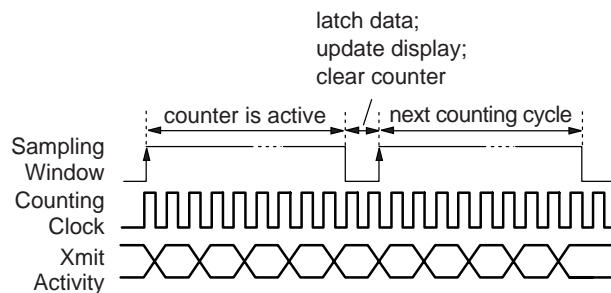 latch data;
update display;
clear counter
counter is active
next counting cycle
Sampling
Window
Counting
Clock
Xmit
Activity